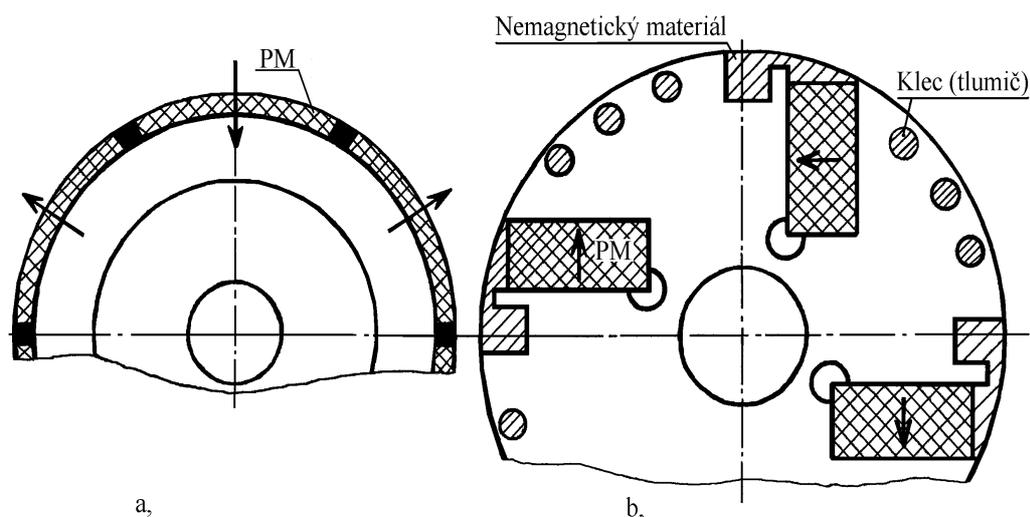 Nemagnetický materiál
PM
Klec (tlumič)
PM
a,
b,